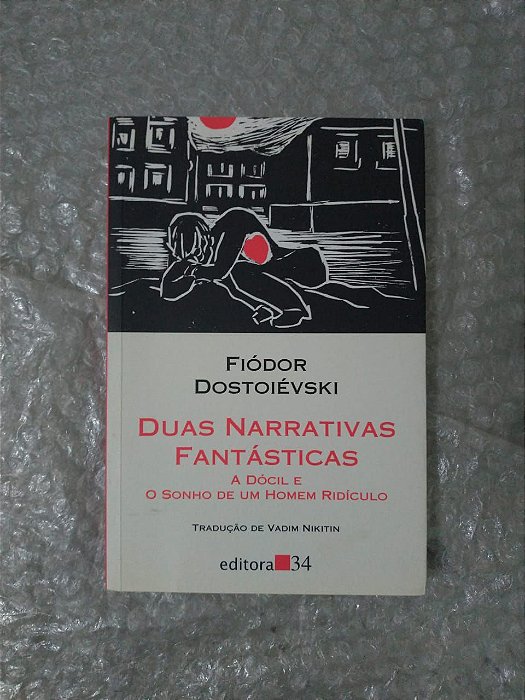 FIÓDOR
DOSTOIÉVSKI
DUAS NARRATIVAS
FANTÁSTICAS
A DÓCIL E
O SONHO DE UM HOMEM RIDÍCULO
TRADUÇÃO DE VADIM NIKITIN
editora 34